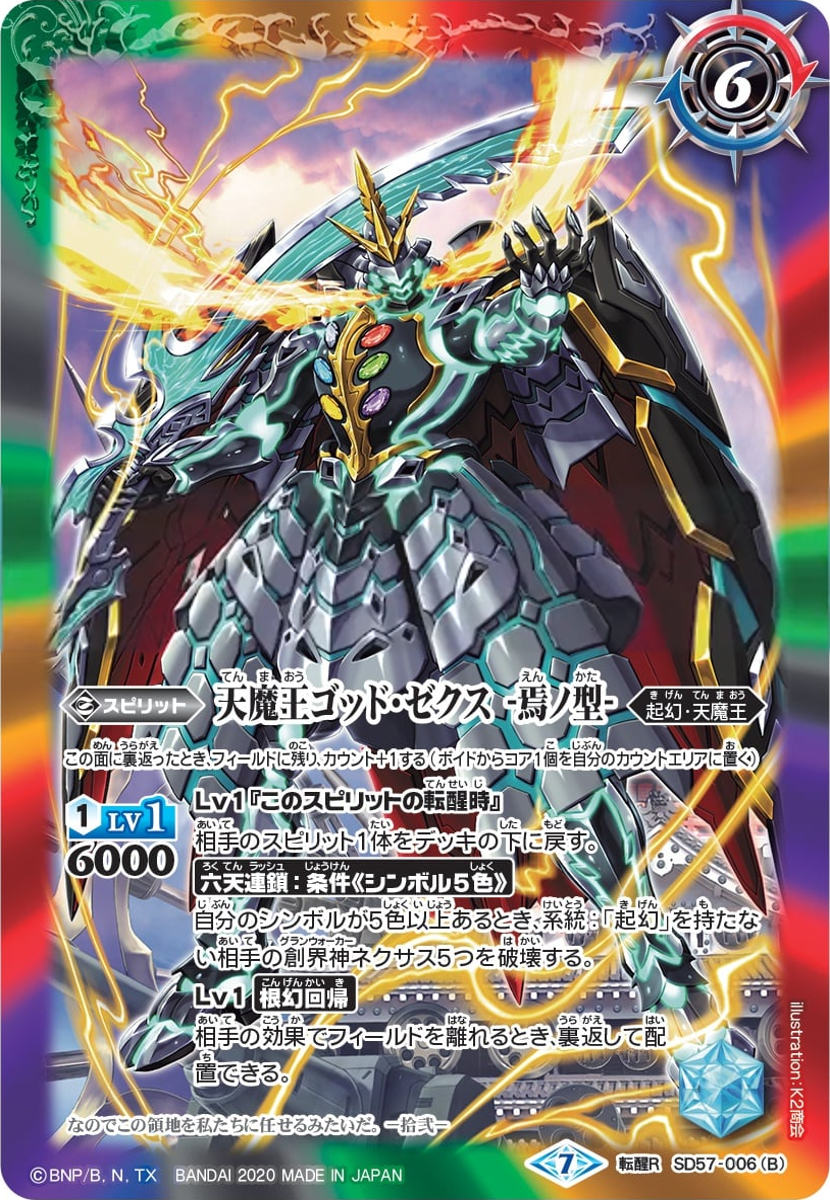 6
てんまおう えん かた
スピリット 天魔王ゴッド・ゼクス -焉ノ型- 起幻・天魔王
きげん てんまおう
めん うらがえ のこ こ じぶん お
この面に裏返ったとき、フィールドに残り、カウント+1する(ボイドからコア1個を自分のカウントエリアに置く)
てんせいじ
1 LV1 Lv1『このスピリットの転醒時』
6000
あいて たい した もど
相手のスピリット1体をデッキの下に戻す。
ろくてん ラッシュ じょうけん しょく
六天連鎖:条件《シンボル5色》
じぶん しょくいじょう けいとう きげん も
自分のシンボルが5色以上あるとき、系統:「起幻」を持たな
あいて グランウォーカー はかい
い相手の創界神ネクサス5つを破壊する。
こんげんかいき
Lv1 根幻回帰
あいて こうか はな うらがえ はい
相手の効果でフィールドを離れるとき、裏返して配
ち
置できる。
なのでこの領地を私たちに任せるみたいだ。―拾弐―
illustration:K2商会
©BNP/B, N, TX BANDAI 2020 MADE IN JAPAN 7 転醒R SD57-006(B)